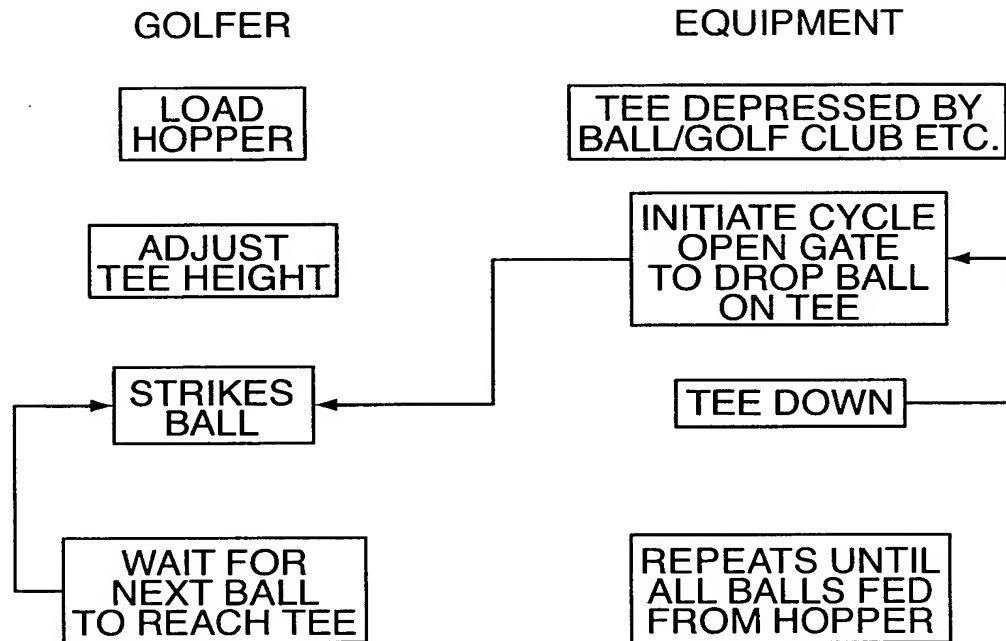 GOLFER
LOAD
HOPPER
ADJUST
TEE HEIGHT
STRIKES
BALL
WAIT FOR
NEXT BALL
TO REACH TEE
EQUIPMENT
TEE DEPRESSED BY
BALL/GOLF CLUB ETC.
INITIATE CYCLE
OPEN GATE
TO DROP BALL
ON TEE
TEE DOWN
REPEATS UNTIL
ALL BALLS FED
FROM HOPPER